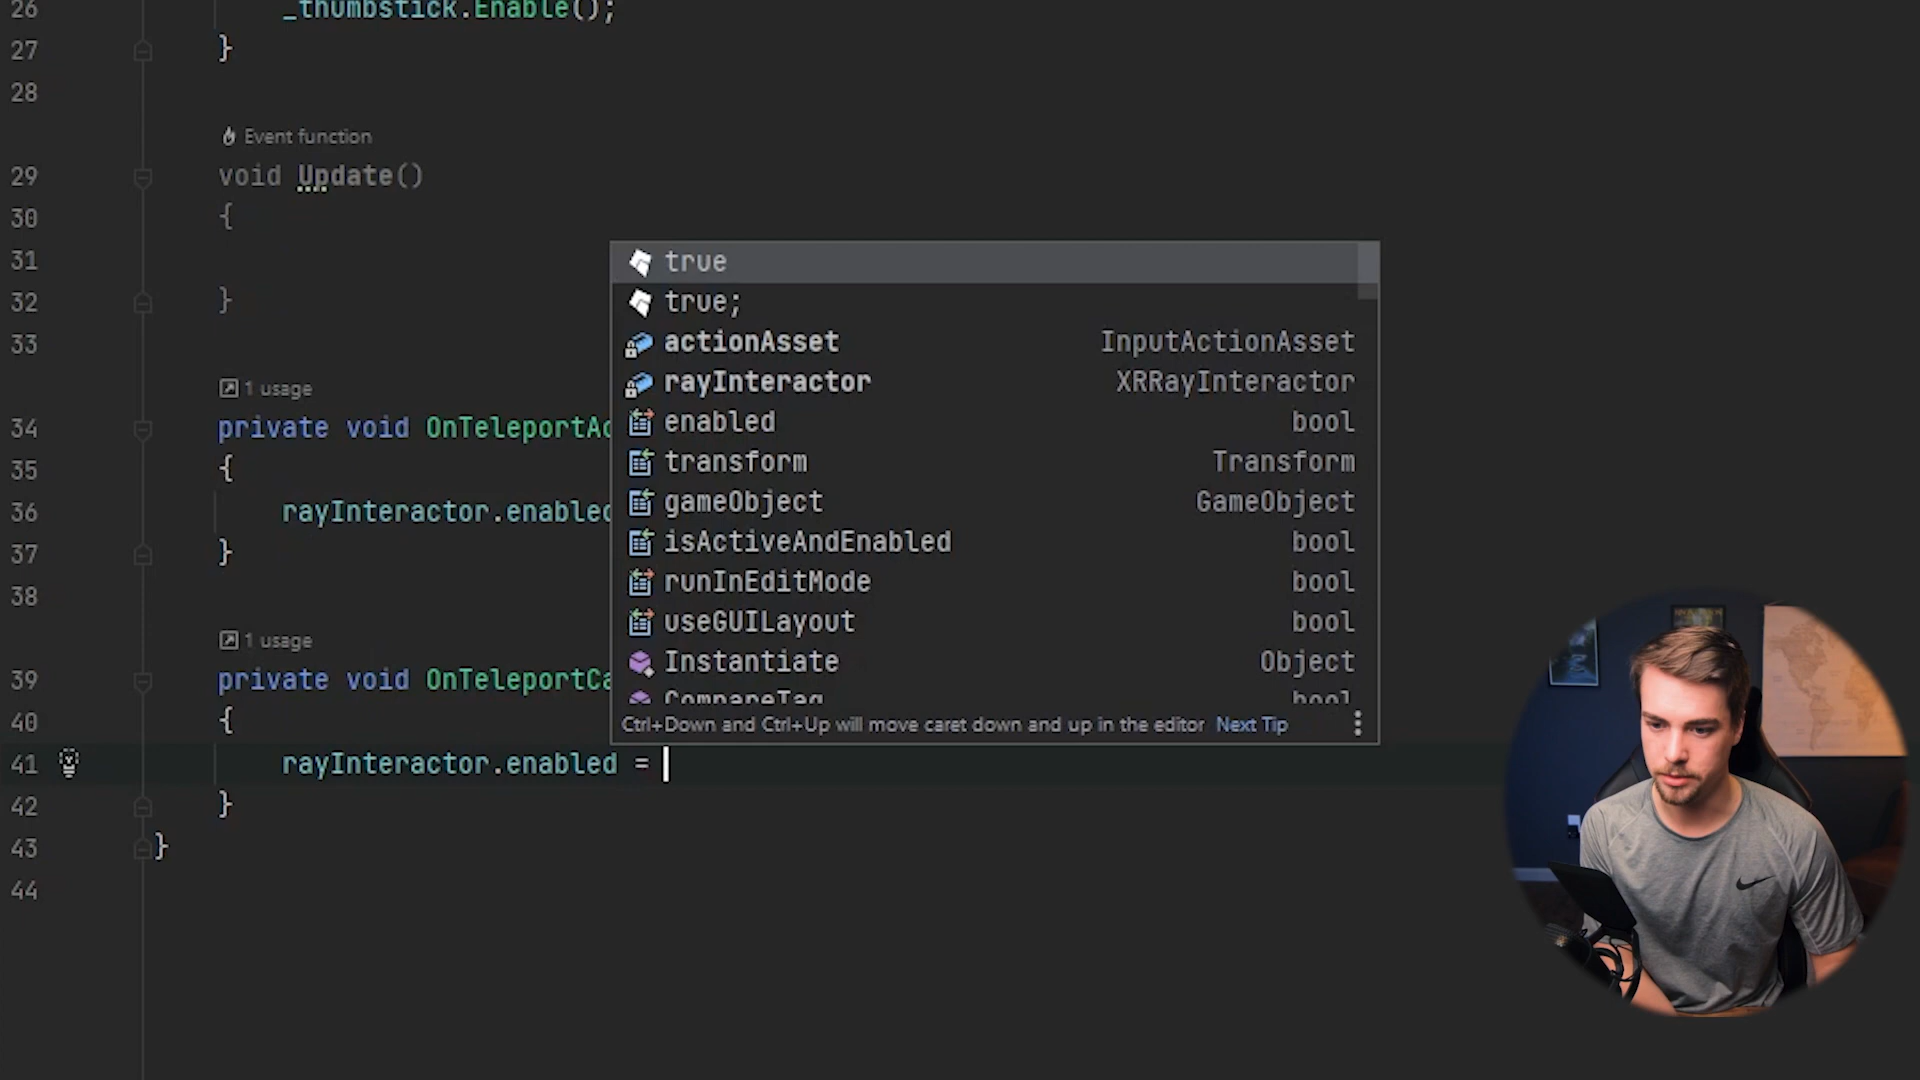 26 _thumbstick.Enable();
27 }
28
Event function
29 void Update()
30 {
31
32 }
33
1 usage
34 private void OnTeleportAc
35 {
36 rayInteractor.enabled
37 }
38
1 usage
39 private void OnTeleportCa
40 {
41 rayInteractor.enabled =
42 }
43 }
44
true
true;
actionAsset InputActionAsset
rayInteractor XRRayInteractor
enabled bool
transform Transform
gameObject GameObject
isActiveAndEnabled bool
runInEditMode bool
useGUILayout bool
Instantiate Object
CompareTag bool
Ctrl+Down and Ctrl+Up will move caret down and up in the editor Next Tip